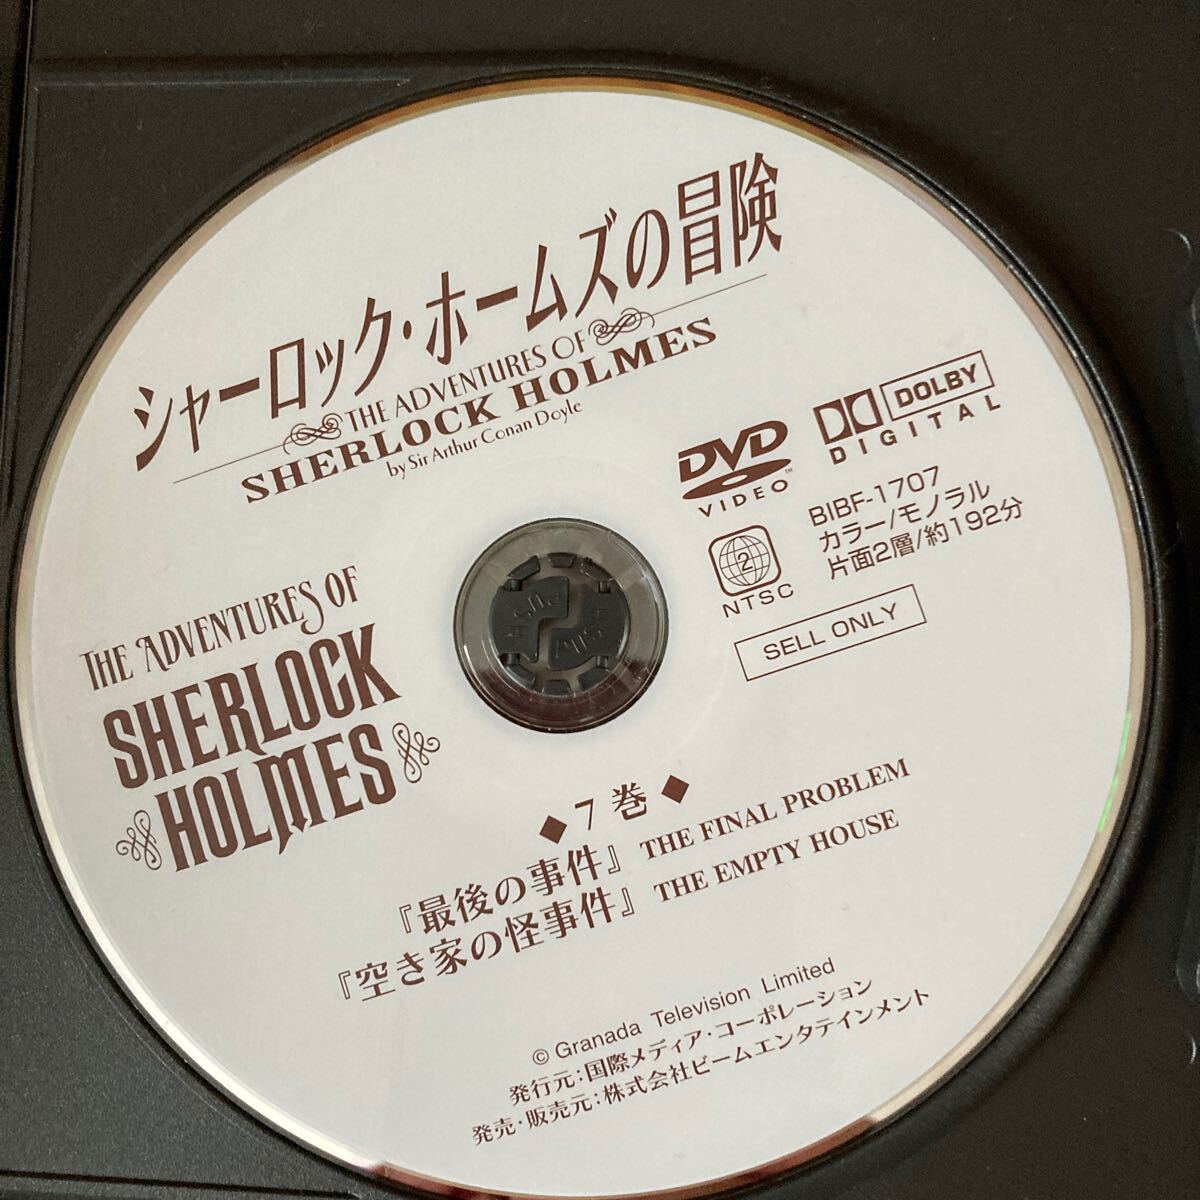 シャーロック・ホームズの冒険
THE ADVENTURES OF
SHERLOCK HOLMES
by Sir Arthur Conan Doyle
DVD
VIDEO
DOLBY
DIGITAL
BIBF-1707
カラー/モノラル
片面2層/約192分
2
NTSC
SELL ONLY
THE ADVENTURES OF
SHERLOCK
HOLMES
◆7巻◆
『最後の事件』 THE FINAL PROBLEM
『空き家の怪事件』 THE EMPTY HOUSE
© Granada Television Limited
発行元:国際メディア・コーポレーション
発売・販売元:株式会社ビームエンタテインメント